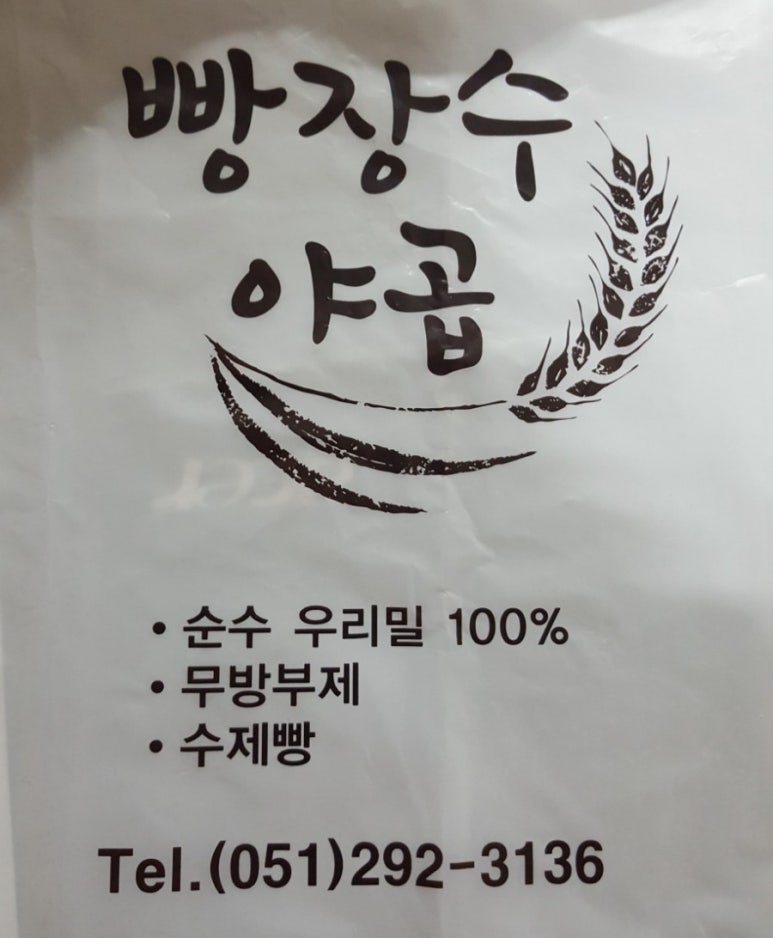 빵장수
야곱
• 순수 우리밀 100%
• 무방부제
• 수제빵
Tel.(051)292-3136